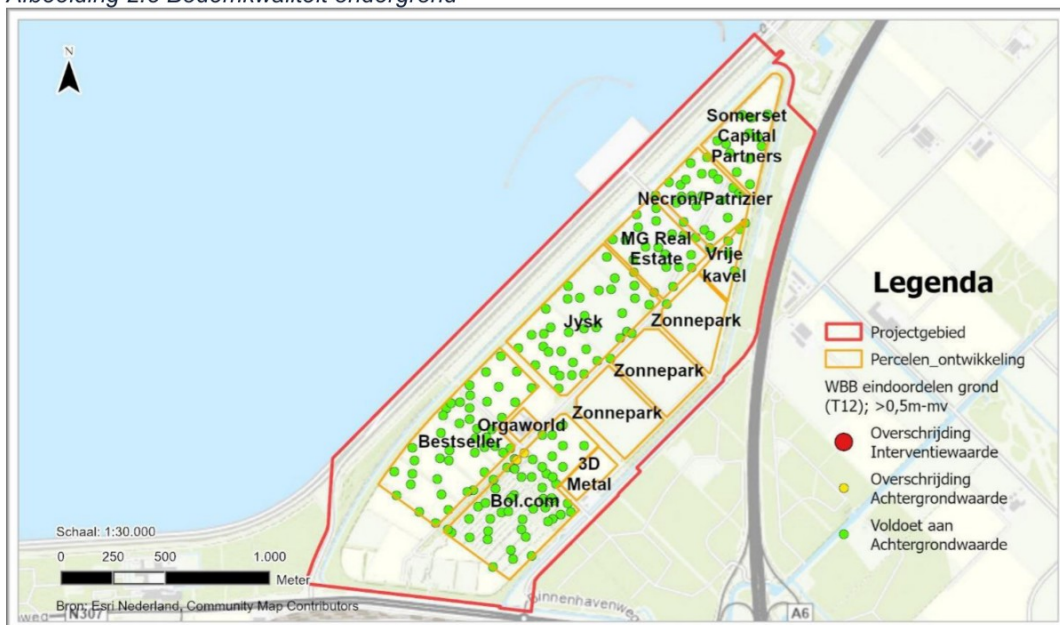 Afbeelding 2.6 Bodemkwaliteit ondergrond
N
Somerset
Capital
Partners
Necron/Patrizier
MG Real
Estate
Vrije
kavel
Jysk
Zonnepark
Zonnepark
Zonnepark
Orgaworld
Bestseller
3D
Metal
Bol.com
Legenda
Projectgebied
Percelen_ontwikkeling
WBB eindoordelen grond
(T12); >0,5m-mv
Overschrijding
Interventiewaarde
Overschrijding
Achtergrondwaarde
Voldoet aan
Achtergrondwaarde
Schaal: 1:30.000
0 250 500 1.000
Meter
Bron: Esri Nederland, Community Map Contributors
weg
N307
innenhavenweg
A6